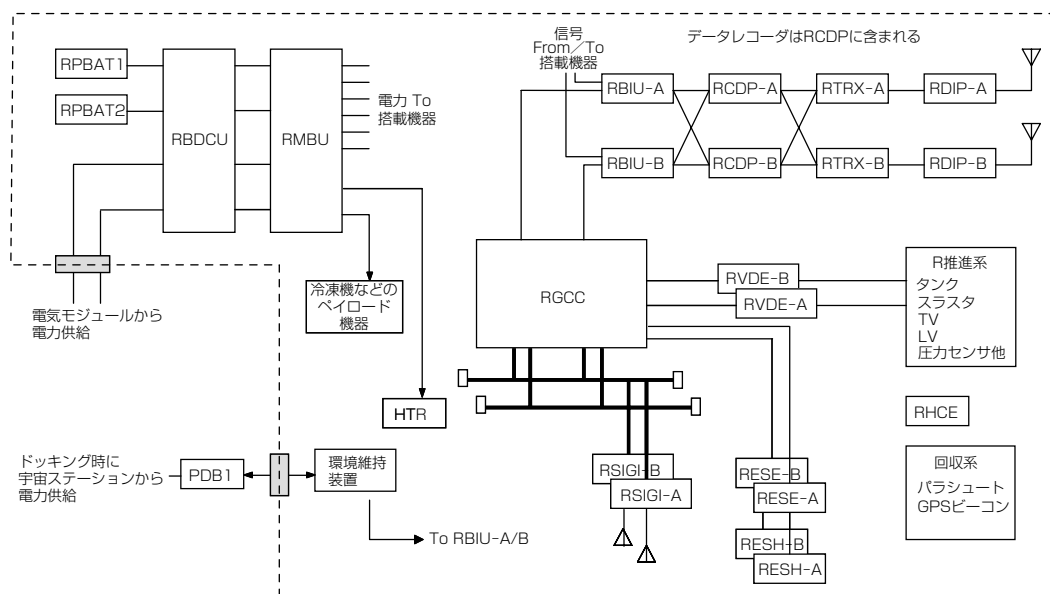 信号
From／To
搭載機器
データレコーダはRCDPに含まれる
RPBAT1
RPBAT2
RBDCU
RMBU
電力 To
搭載機器
RBIU-A
RCDP-A
RTRX-A
RDIP-A
RBIU-B
RCDP-B
RTRX-B
RDIP-B
電気モジュールから
電力供給
冷凍機などの
ペイロード
機器
HTR
RGCC
RVDE-B
RVDE-A
R推進系
タンク
スラスタ
TV
LV
圧力センサ他
RHCE
ドッキング時に
宇宙ステーションから
電力供給
PDB1
環境維持
装置
To RBIU-A/B
RSIGI-B
RSIGI-A
RESE-B
RESE-A
RESH-B
RESH-A
回収系
パラシュート
GPSビーコン